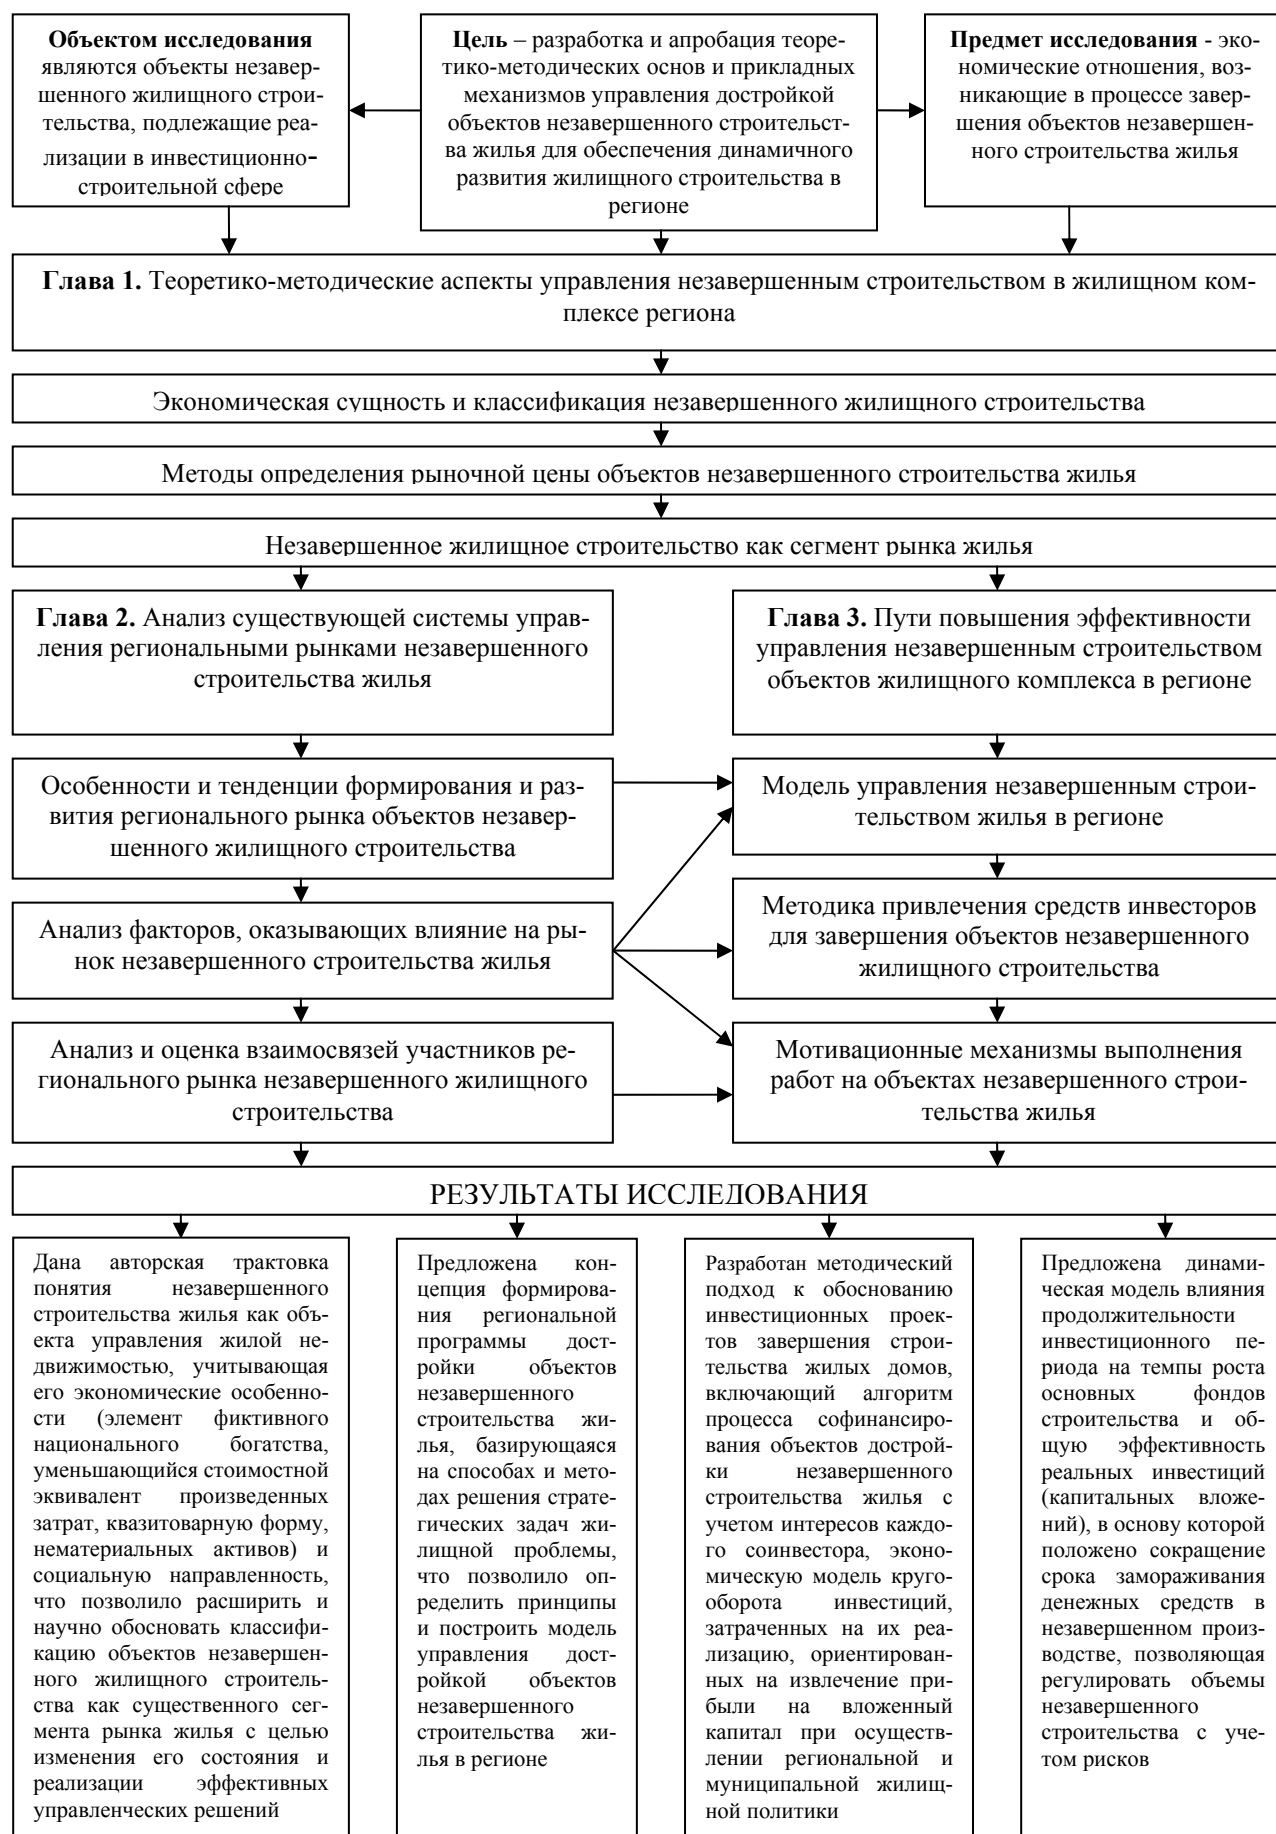 Объектом исследования
являются объекты незавер-
шенного жилищного строи-
тельства, подлежащие реа-
лизации в инвестиционно-
строительной сфере
Цель – разработка и апробация теоре-
тико-методических основ и прикладных
механизмов управления достройкой
объектов незавершенного строительст-
ва жилья для обеспечения динамичного
развития жилищного строительства в
регионе
Предмет исследования - эко-
номические отношения, воз-
никающие в процессе завер-
шения объектов незавершен-
ного строительства жилья
Глава 1. Теоретико-методические аспекты управления незавершенным строительством в жилищном ком-
плексе региона
Экономическая сущность и классификация незавершенного жилищного строительства
Методы определения рыночной цены объектов незавершенного строительства жилья
Незавершенное жилищное строительство как сегмент рынка жилья
Глава 2. Анализ существующей системы управ-
ления региональными рынками незавершенного
строительства жилья
Глава 3. Пути повышения эффективности
управления незавершенным строительством
объектов жилищного комплекса в регионе
Особенности и тенденции формирования и раз-
вития регионального рынка объектов незавер-
шенного жилищного строительства
Модель управления незавершенным строи-
тельством жилья в регионе
Анализ факторов, оказывающих влияние на ры-
нок незавершенного строительства жилья
Методика привлечения средств инвесторов
для завершения объектов незавершенного
жилищного строительства
Анализ и оценка взаимосвязей участников ре-
гионального рынка незавершенного жилищного
строительства
Мотивационные механизмы выполнения
работ на объектах незавершенного строи-
тельства жилья
РЕЗУЛЬТАТЫ ИССЛЕДОВАНИЯ
Дана авторская трактовка
понятия незавершенного
строительства жилья как объ-
екта управления жилой не-
движимостью, учитывающая
его экономические особенно-
сти (элемент фиктивного
национального богатства,
уменьшающийся стоимостной
эквивалент произведенных
затрат, квазитоварную форму,
нематериальных активов) и
социальную направленность,
что позволило расширить и
научно обосновать классифи-
кацию объектов незавершен-
ного жилищного строитель-
ства как существенного сег-
мента рынка жилья с целью
изменения его состояния и
реализации эффективных
управленческих решений
Предложена кон-
цепция формирова-
ния региональной
программы дост-
ройки объектов
незавершенного
строительства жи-
лья, базирующаяся
на способах и мето-
дах решения страте-
гических задач жи-
лищной проблемы,
что позволило оп-
ределить принципы
и построить модель
управления дост-
ройкой объектов
незавершенного
строительства жи-
лья в регионе
Разработан методический
подход к обоснованию
инвестиционных проек-
тов завершения строи-
тельства жилых домов,
включающий алгоритм
процесса софинансиро-
вания объектов достройки
ки незавершенного
строительства жилья с
учетом интересов каждо-
го соинвестора, эконо-
мическую модель круго-
оборота инвестиций,
затраченных на их реа-
лизацию, ориентирован-
ных на извлечение при-
были на вложенный
капитал при осуществ-
лении региональной и
муниципальной жилищ-
ной политики
Предложена динами-
ческая модель влияния
продолжительности
инвестиционного пе-
риода на темпы роста
основных фондов
строительства и об-
щую эффективность
реальных инвестиций
(капитальных вложе-
ний), в основу которой
положено сокращение
срока замораживания
денежных средств в
незавершенном произ-
водстве, позволяющая
регулировать объемы
незавершенного
строительства с уче-
том рисков